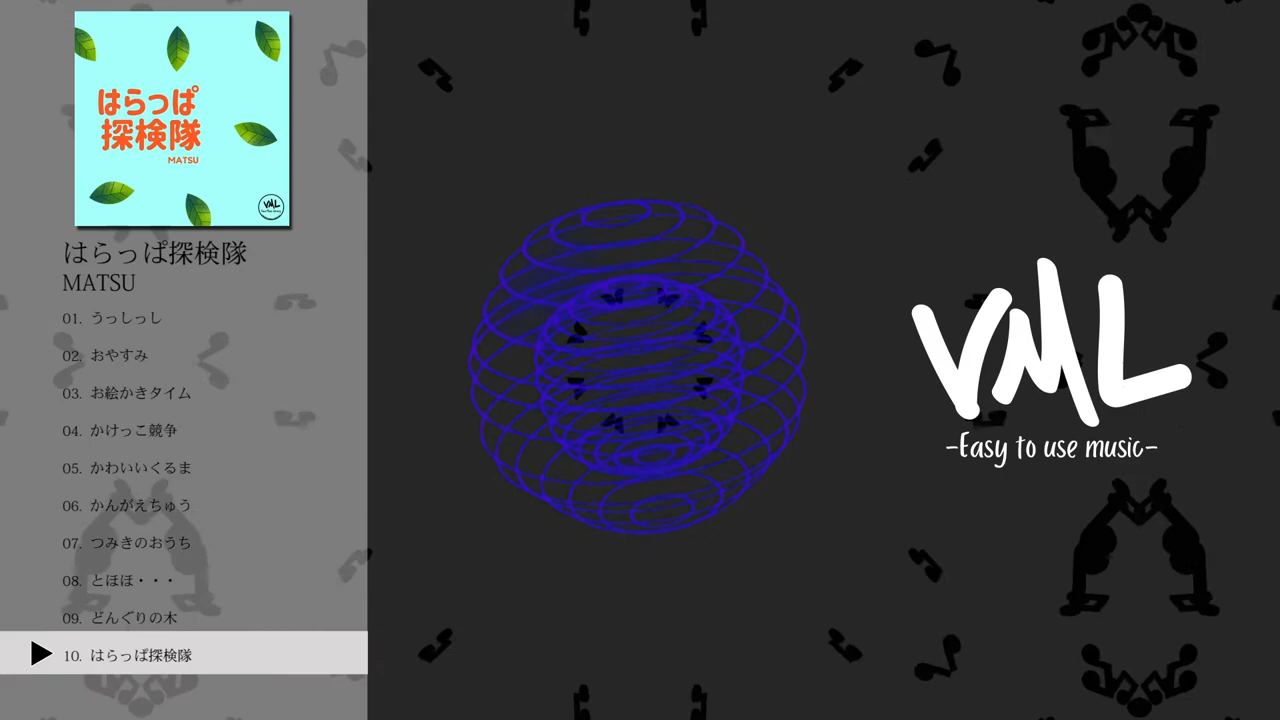 はらっぱ
探検隊
MATSU
VML
はらっぱ探検隊
MATSU
01. うっしっし
02. おやすみ
03. お絵かきタイム
04. かけっこ競争
05. かわいいくるま
06. かんがえちゅう
07. つみきのおうち
08. とほほ・・・
09. どんぐりの木
10. はらっぱ探検隊
VML
-Easy to use music-